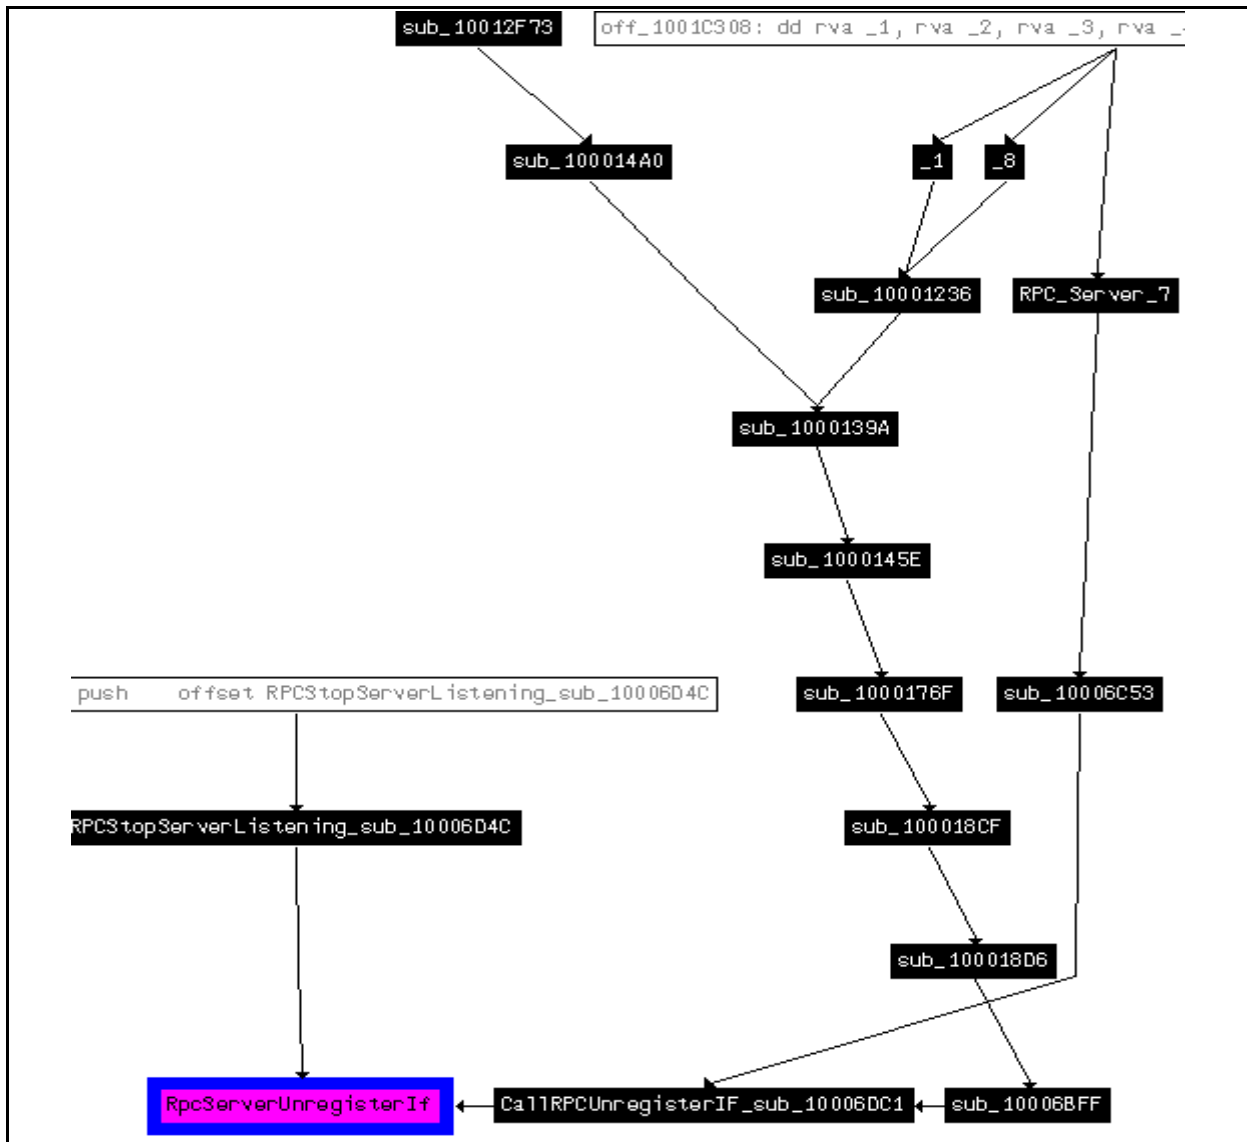 sub_10012F73
off_1001C308: dd rva _1, rva _2, rva _3, rva _
sub_100014A0
_1
_8
sub_10001236
RPC_Server_7
sub_1000139A
sub_1000145E
push offset RPCStopServerListening_sub_10006D4C
sub_1000176F
sub_10006C53
RPCStopServerListening_sub_10006D4C
sub_100018CF
sub_100018D6
RpcServerUnregisterIf
CallRPCUnregisterIF_sub_10006DC1
sub_10006BFF